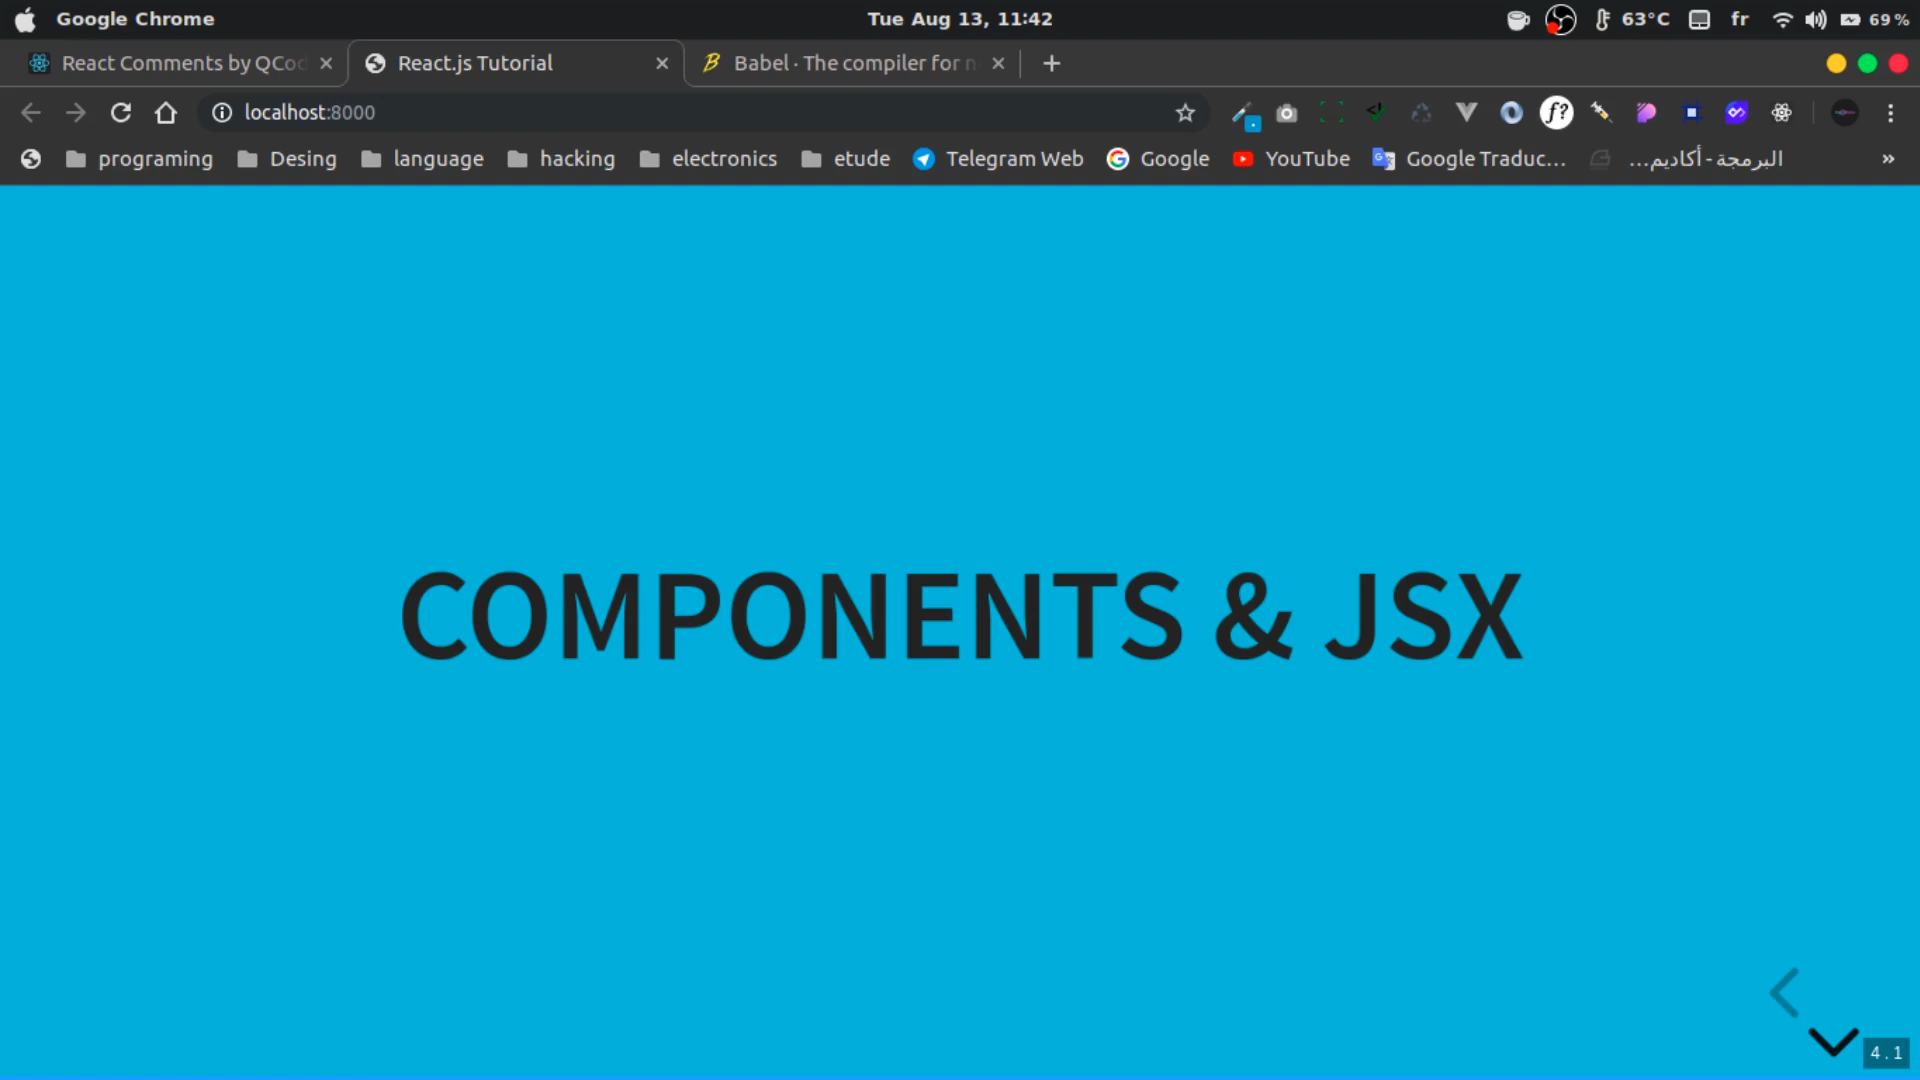 Google Chrome Tue Aug 13, 11:42 63°C fr 69%
React Comments by QCod React.js Tutorial Babel · The compiler for n
localhost:8000 f?
programing Desing language hacking electronics etude Telegram Web Google YouTube Google Traduc... البرمجة - أكاديم... »
COMPONENTS & JSX
4.1